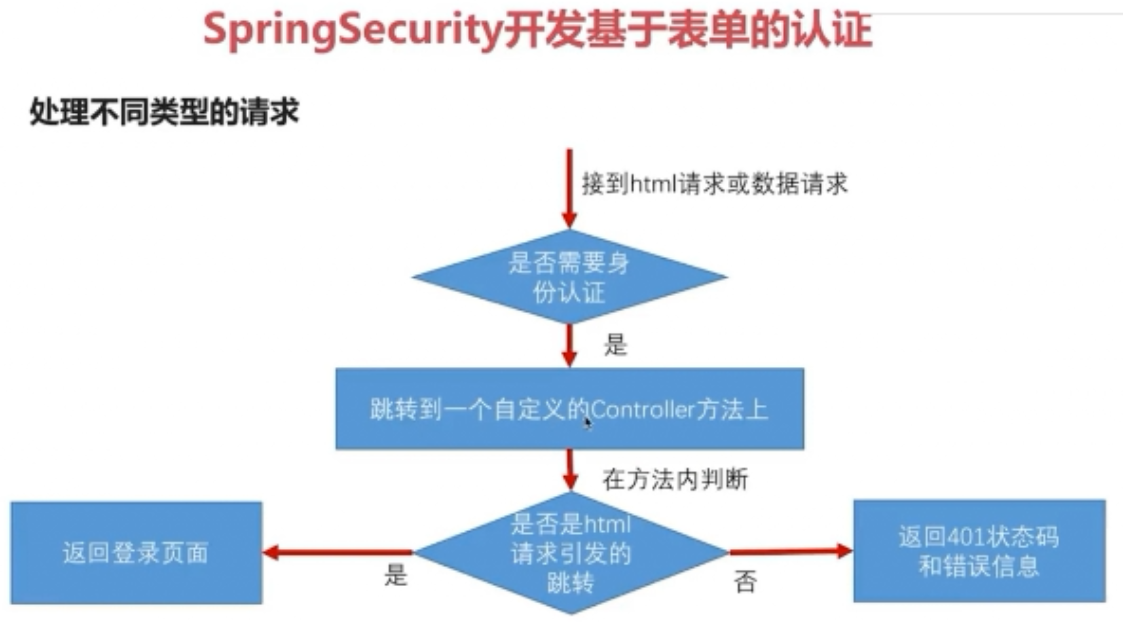 SpringSecurity开发基于表单的认证
处理不同类型的请求
接到html请求或数据请求
是否需要身
份认证
是
跳转到一个自定义的Controller方法上
在方法内判断
是否是html
请求引发的
跳转
是
返回登录页面
否
返回401状态码
和错误信息